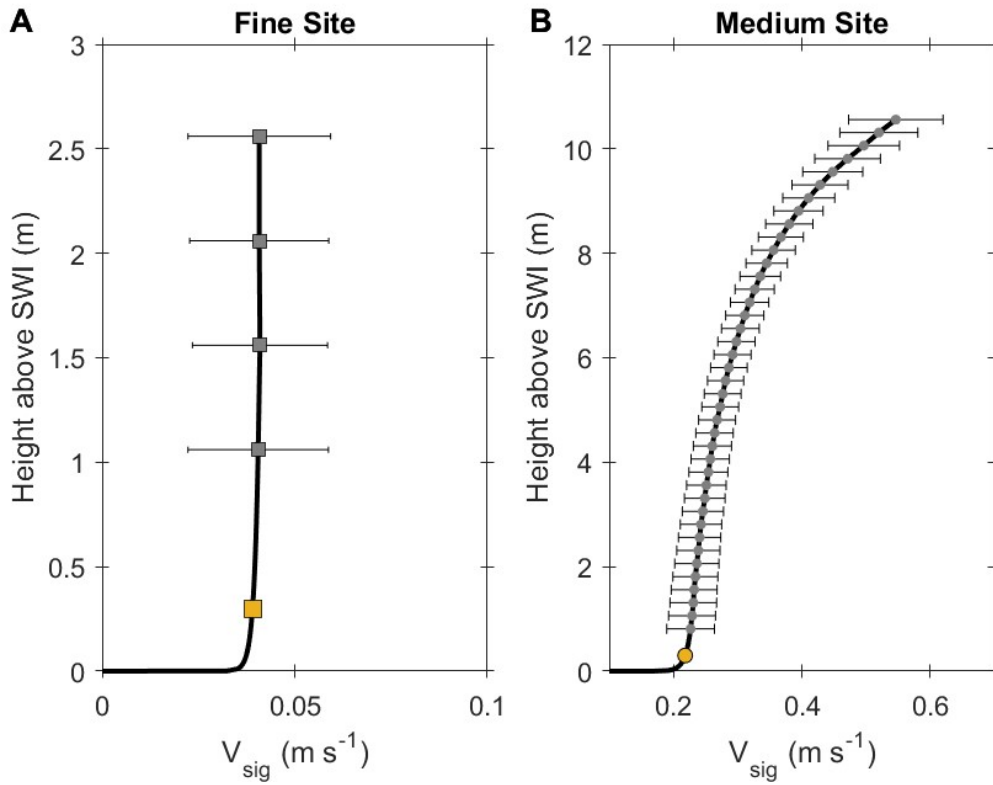 A
Fine Site
3
2.5
2
1.5
1
0.5
0
0
0.05
0.1
Height above SWI (m)
V_sig (m s⁻¹)
B
Medium Site
12
10
8
6
4
2
0
0.2
0.4
0.6
Height above SWI (m)
V_sig (m s⁻¹)